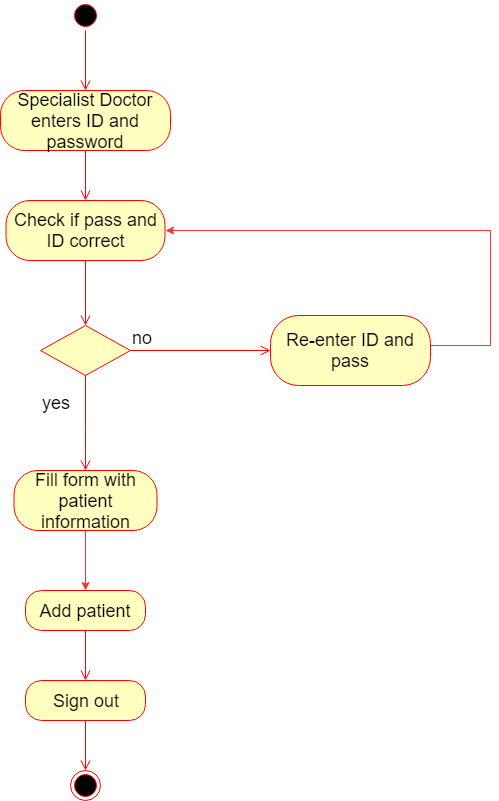 Specialist Doctor
enters ID and
password
Check if pass and
ID correct
no
Re-enter ID and
pass
yes
Fill form with
patient
information
Add patient
Sign out